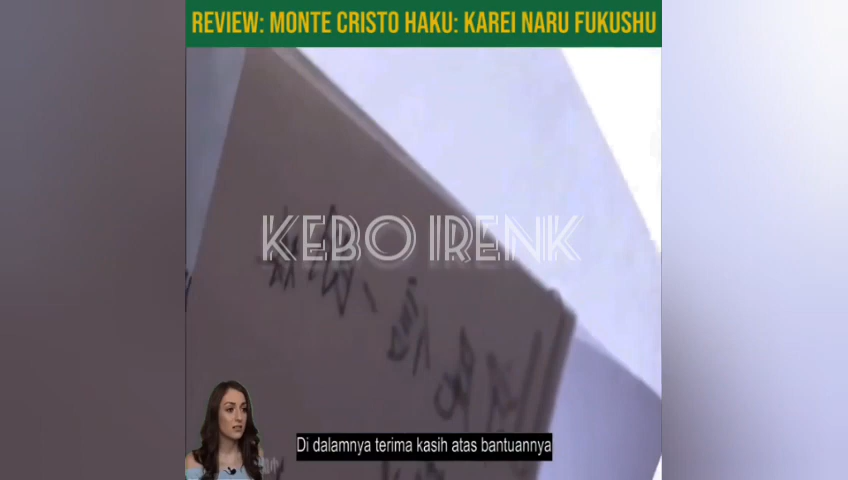 REVIEW: MONTE CRISTO HAKU: KAREI NARU FUKUSHU
KEBO IRENK
Di dalamnya terima kasih atas bantuannya